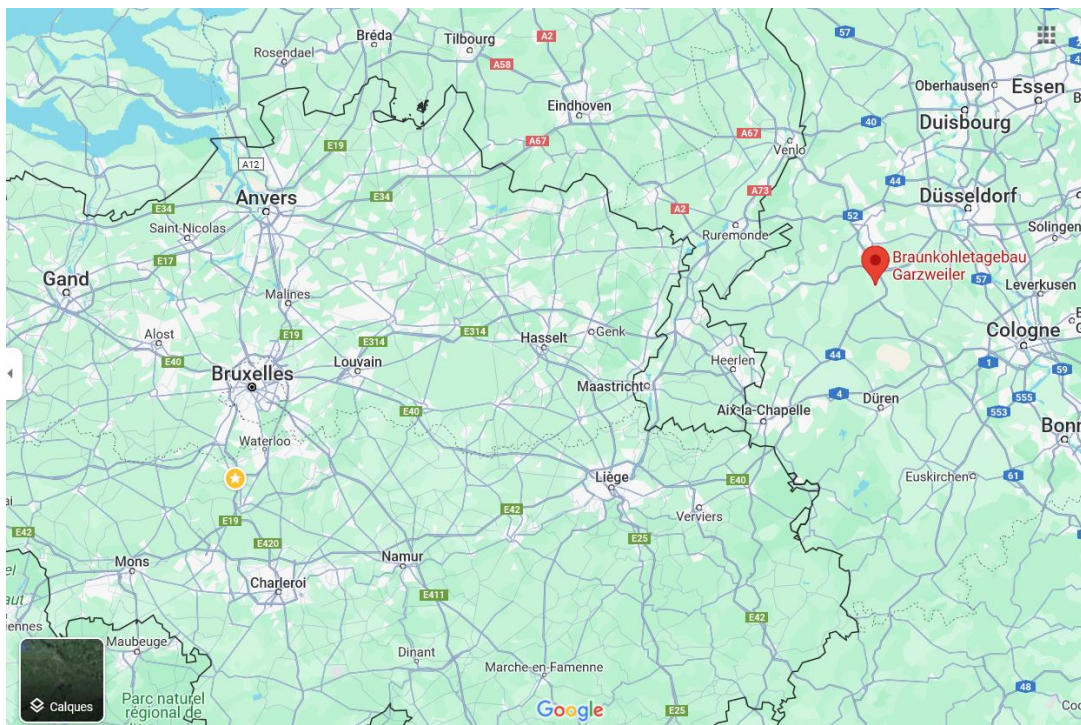 Bréda
Tilbourg
A2
57
Rosendael
A58
Oberhausen
Essen
Eindhoven
Duisbourg
E19
A67
A67
40
Venlo
A12
44
Anvers
E34
E34
A73
Düsseldorf
A2
52
Saint-Nicolas
Ruremonde
Solingen
E17
Braunkohletagebau
Garzweiler
57
Gand
Leverkusen
Malines
E19
E314
Genk
Cologne
Alost
E314
Hasselt
E40
Louvain
44
Heerlen
1
Bruxelles
Maastricht
59
4
Düren
555
E40
Aix-la-Chapelle
553
Waterloo
Bonn
Liège
E40
Euskirchen
61
E42
Verviers
E19
E42
E420
E25
Mons
Namur
Charleroi
E411
E42
Maubeuge
Dinant
Marche-en-Famenne
48
Parc naturel
régional de
Calques
Google
E25